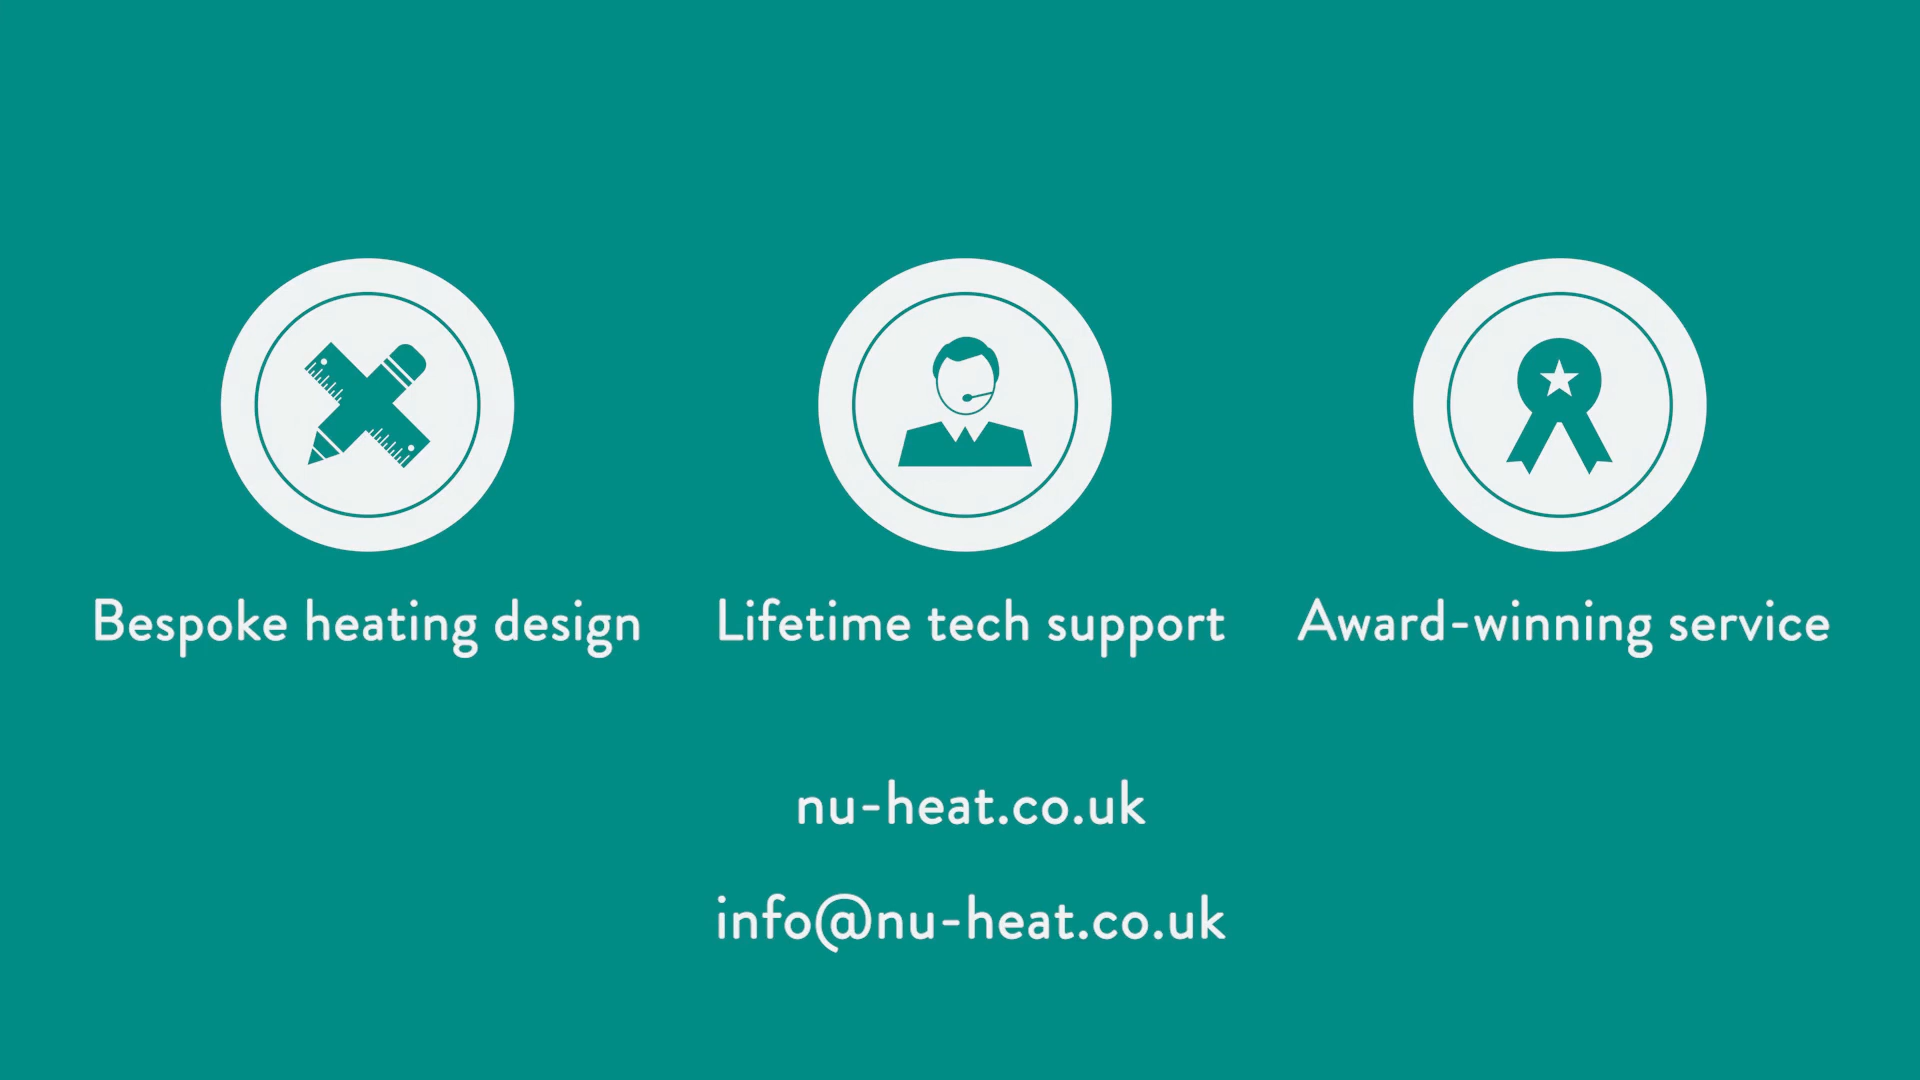 Bespoke heating design
Lifetime tech support
Award-winning service
nu-heat.co.uk
info@nu-heat.co.uk